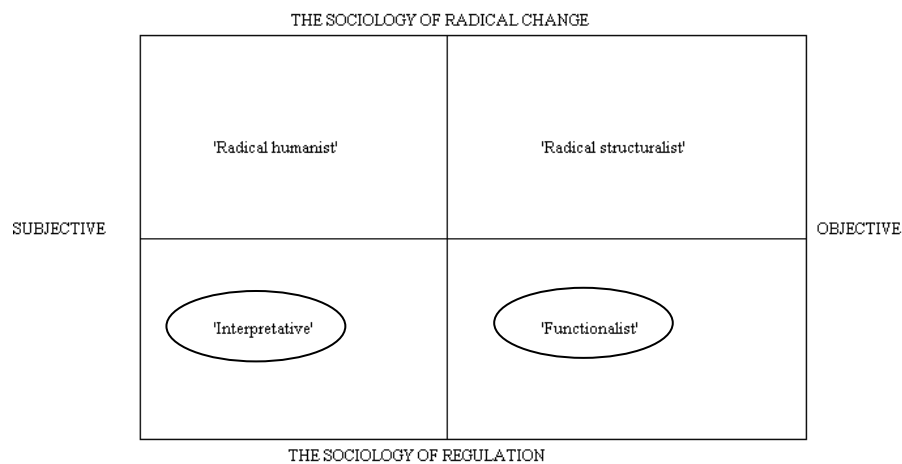 THE SOCIOLOGY OF RADICAL CHANGE
'Radical humanist'
'Radical structuralist'
SUBJECTIVE
OBJECTIVE
'Interpretative'
'Functionalist'
THE SOCIOLOGY OF REGULATION